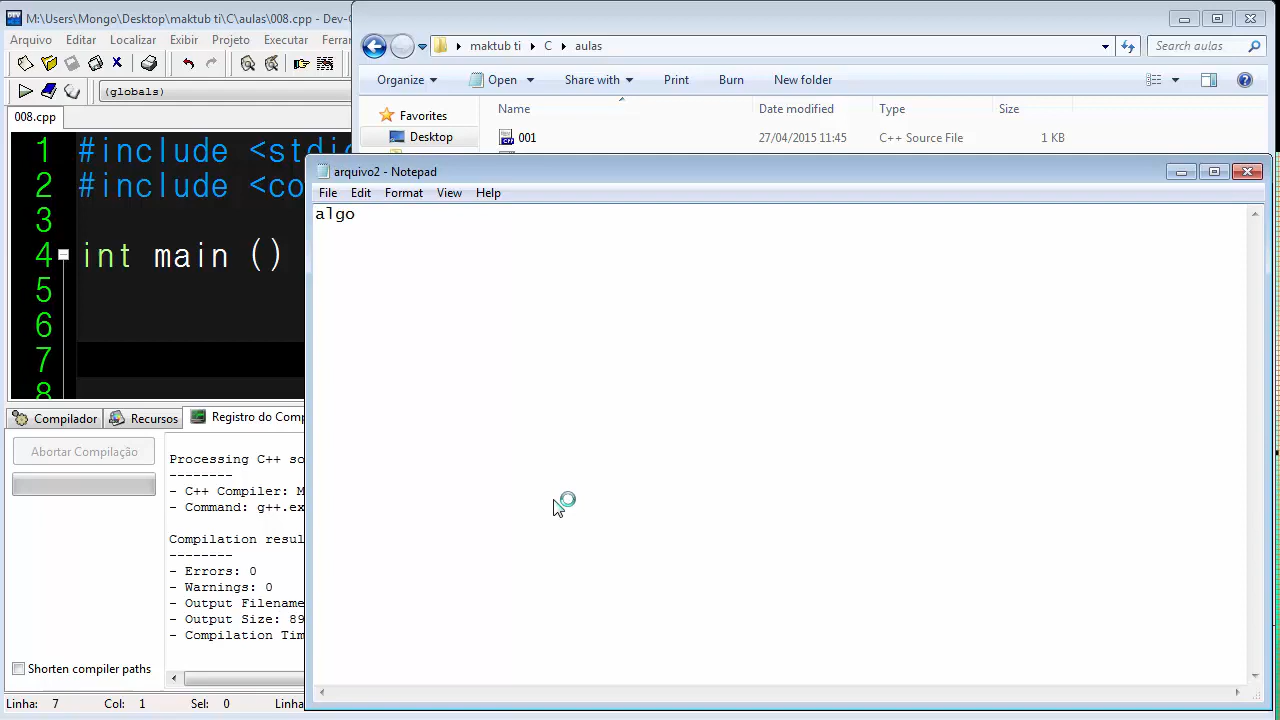 M:\Users\Mongo\Desktop\maktub ti\C\aulas\008.cpp - Dev-C
Arquivo Editar Localizar Exibir Projeto Executar Ferra
(globals)
008.cpp
1 #include <stdi
2 #include <co
3
4 int main ()
5
6
7
8
Compilador Recursos Registro do Comp
Abortar Compilação
Processing C++ so
--------
- C++ Compiler: M
- Command: g++.ex
Compilation resul
--------
- Errors: 0
- Warnings: 0
- Output Filename
- Output Size: 89
- Compilation Tim
Shorten compiler paths
Linha: 7 Col: 1 Sel: 0 Linha
maktub ti C aulas
Search aulas
Organize Open Share with Print Burn New folder
Favorites
Desktop
Name Date modified Type Size
001 27/04/2015 11:45 C++ Source File 1 KB
arquivo2 - Notepad
File Edit Format View Help
algo